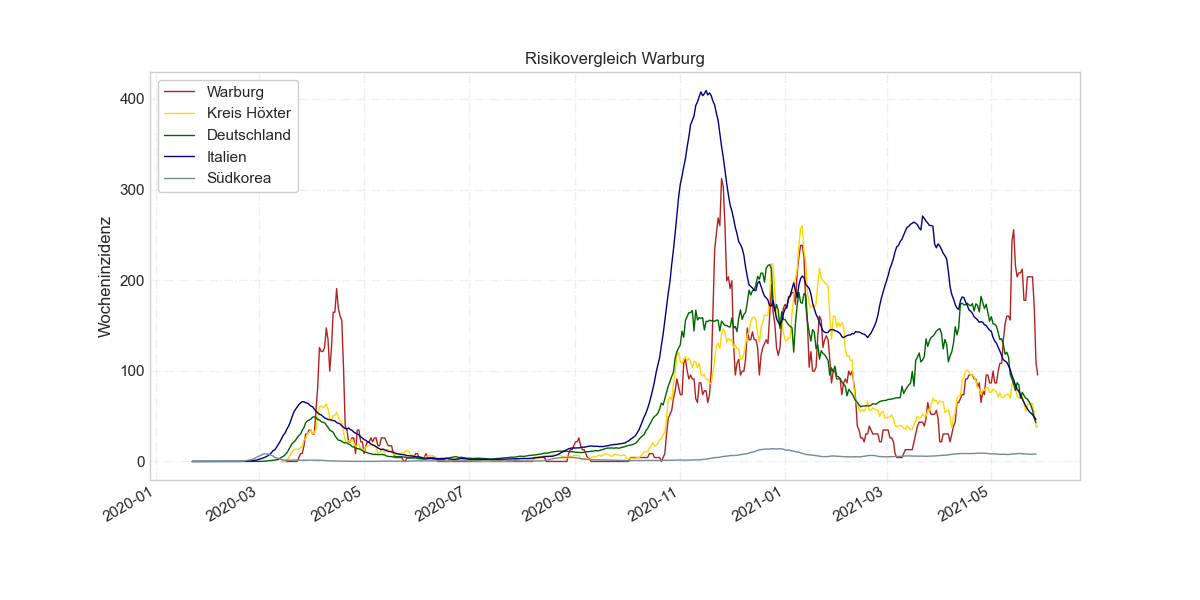 Risikovergleich Warburg
Warburg
Kreis Höxter
Deutschland
Italien
Südkorea
Wocheninzidenz
400
300
200
100
0
2020-01
2020-03
2020-05
2020-07
2020-09
2020-11
2021-01
2021-03
2021-05